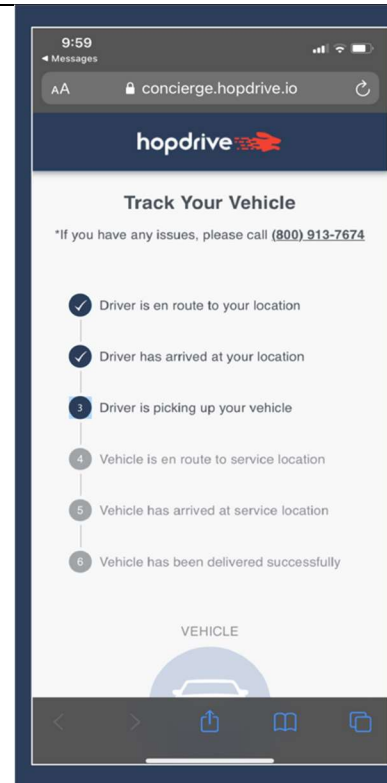 9:59
◀ Messages
AA concierge.hopdrive.io
hopdrive
Track Your Vehicle
*If you have any issues, please call (800) 913-7674
Driver is en route to your location
Driver has arrived at your location
3 Driver is picking up your vehicle
4 Vehicle is en route to service location
5 Vehicle has arrived at service location
6 Vehicle has been delivered successfully
VEHICLE